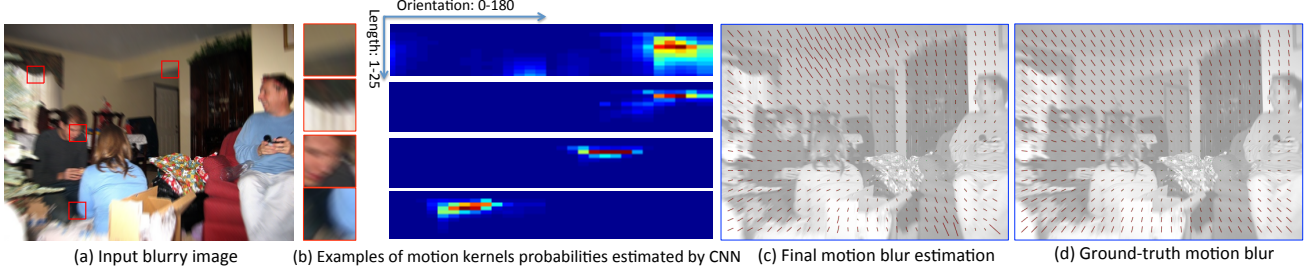 Orientation: 0-180
Length: 1-25
(a) Input blurry image
(b) Examples of motion kernels probabilities estimated by CNN
(c) Final motion blur estimation
(d) Ground-truth motion blur